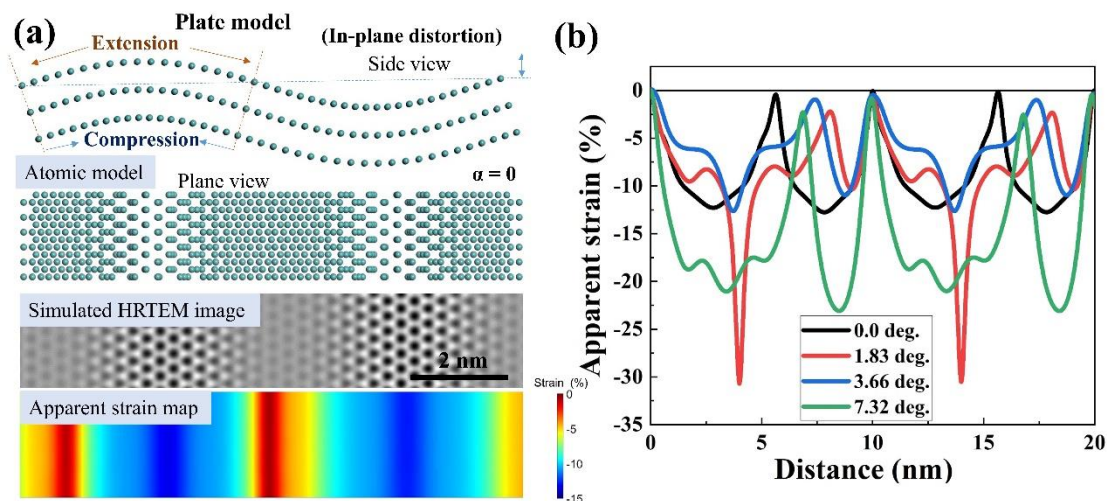 (a)
Plate model
Extension
(In-plane distortion)
Side view
Compression
Atomic model
Plane view
α = 0
Simulated HRTEM image
2 nm
Strain (%)
Apparent strain map
0
-5
-10
-15
(b)
Apparent strain (%)
0
-5
-10
-15
-20
-25
-30
-35
0.0 deg.
1.83 deg.
3.66 deg.
7.32 deg.
0 5 10 15 20
Distance (nm)